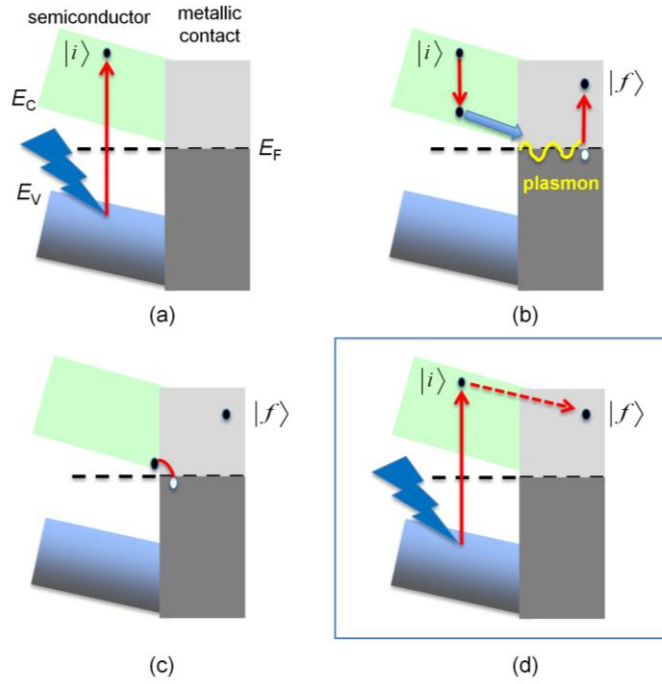 semiconductor
metallic
contact
|i⟩
E_C
E_F
E_V
(a)
|i⟩
|f⟩
plasmon
(b)
|f⟩
(c)
|i⟩
|f⟩
(d)